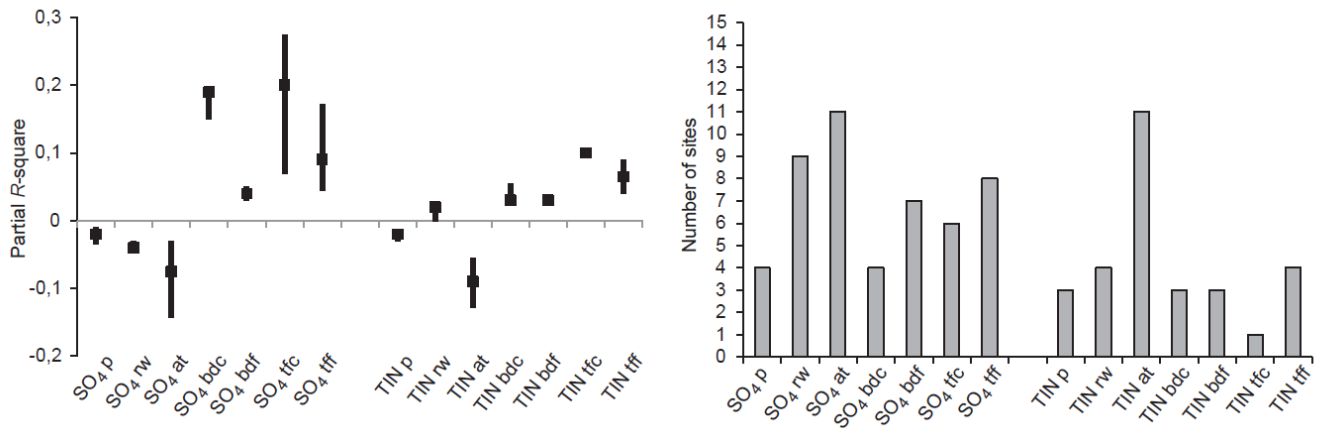 0,3
0,2
0,1
0
-0,1
-0,2
Partial R-square
SO₄ p
SO₄ rw
SO₄ at
SO₄ bdc
SO₄ bdf
SO₄ tfc
SO₄ tff
TIN p
TIN rw
TIN at
TIN bdc
TIN bdf
TIN tfc
TIN tff
15
14
13
12
11
10
9
8
7
6
5
4
3
2
1
0
Number of sites
SO₄ p
SO₄ rw
SO₄ at
SO₄ bdc
SO₄ bdf
SO₄ tfc
SO₄ tff
TIN p
TIN rw
TIN at
TIN bdc
TIN bdf
TIN tfc
TIN tff